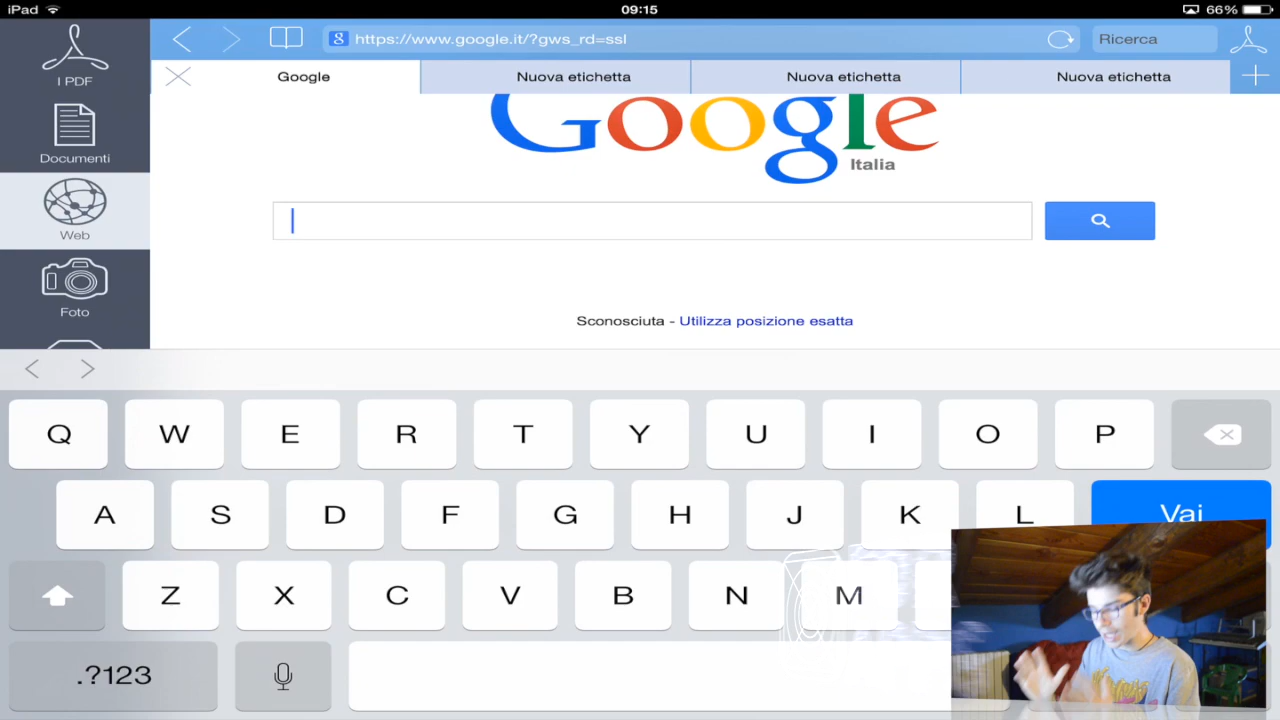 iPad 09:15 66%
https://www.google.it/?gws_rd=ssl Ricerca
Google Nuova etichetta Nuova etichetta Nuova etichetta
I PDF
Documenti
Web
Foto
Google
Italia
Sconosciuta - Utilizza posizione esatta
Q W E R T Y U I O P
A S D F G H J K L Vai
Z X C V B N M
.?123